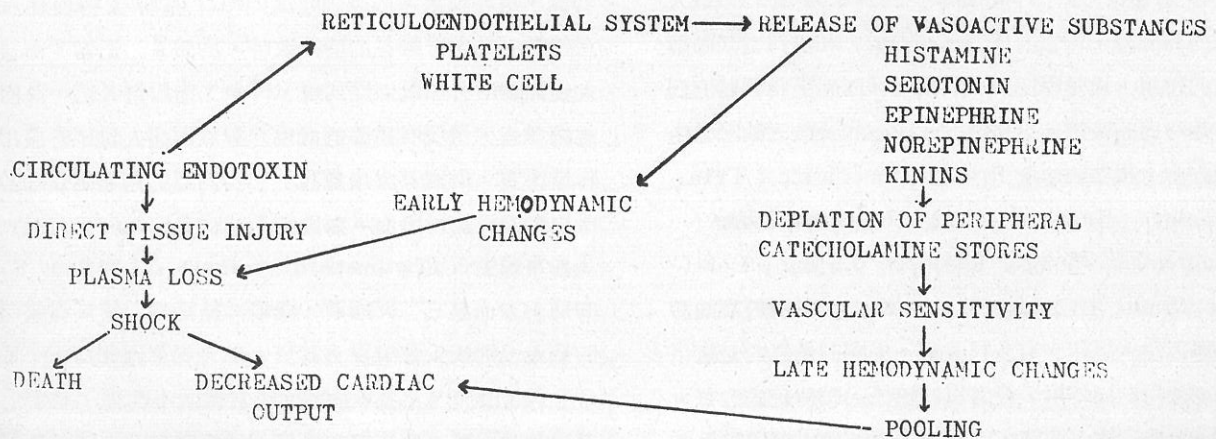 RETICULOENDOTHELIAL SYSTEM
PLATELETS
WHITE CELL
RELEASE OF VASOACTIVE SUBSTANCES
HISTAMINE
SEROTONIN
EPINEPHRINE
NOREPINEPHRINE
KININS
CIRCULATING ENDOTOXIN
DIRECT TISSUE INJURY
PLASMA LOSS
SHOCK
DEATH
DECREASED CARDIAC
OUTPUT
EARLY HEMODYNAMIC
CHANGES
DEPLATION OF PERIPHERAL
CATECHOLAMINE STORES
VASCULAR SENSITIVITY
LATE HEMODYNAMIC CHANGES
POOLING